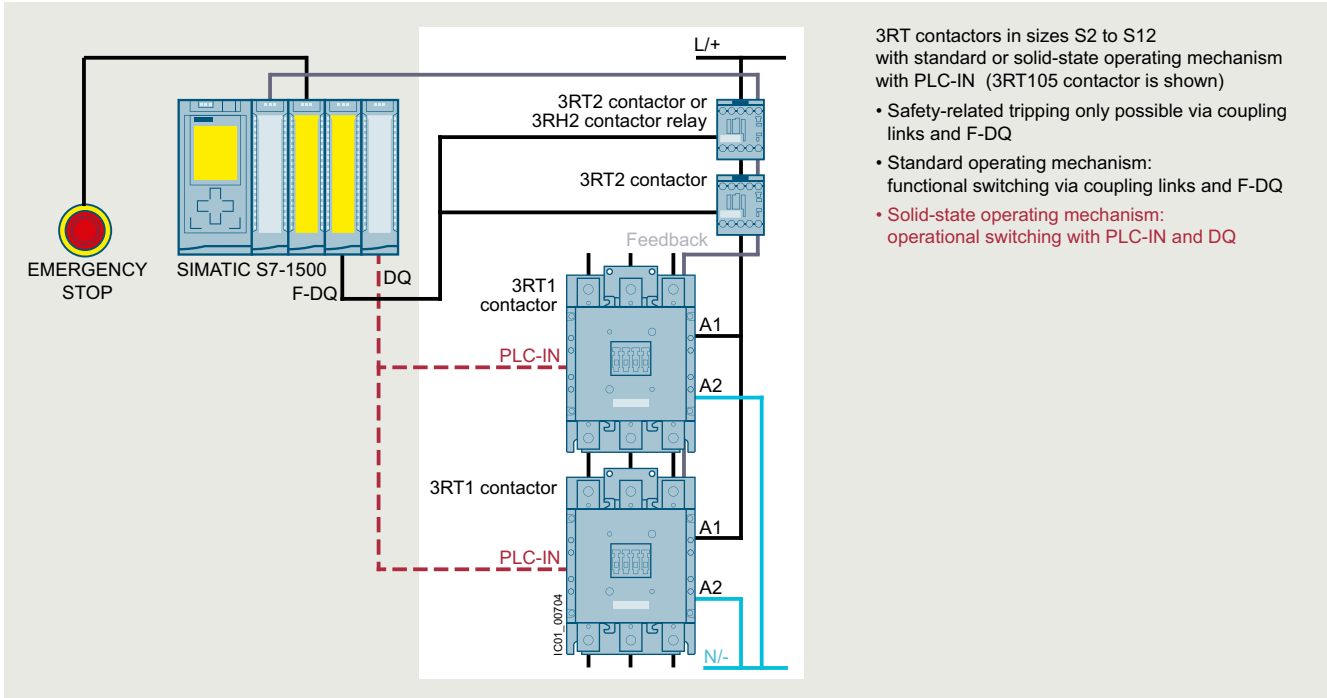 L/+
3RT2 contactor or
3RH2 contactor relay
3RT2 contactor
Feedback
EMERGENCY
STOP
SIMATIC S7-1500
F-DQ
DQ
3RT1
contactor
A1
PLC-IN
A2
3RT1 contactor
A1
PLC-IN
A2
IC01_00704
N/-
3RT contactors in sizes S2 to S12
with standard or solid-state operating mechanism
with PLC-IN (3RT105 contactor is shown)
• Safety-related tripping only possible via coupling
links and F-DQ
• Standard operating mechanism:
functional switching via coupling links and F-DQ
• Solid-state operating mechanism:
operational switching with PLC-IN and DQ